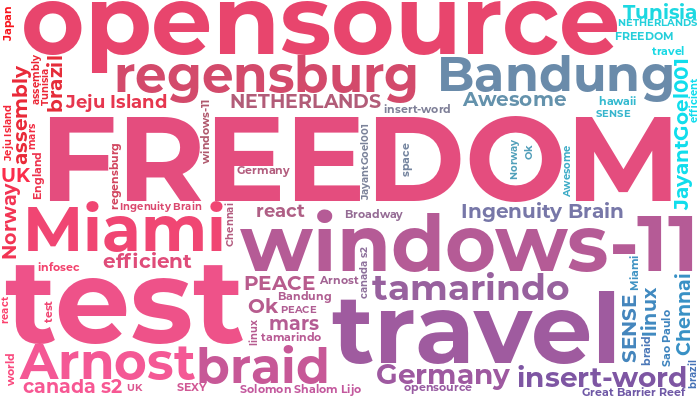 Japan
opensource
Tunisia
NETHERLANDS
FREEDOM
travel
assembly
assembly
Tunisia
brazil
regensburg
Bandung
JayantGoel001
efficient
Jeju Island
NETHERLANDS
insert-word
Awesome
hawaii
SENSE
Jeju Island
mars
UK
England
FREEDOM
regensburg
windows-11
Germany
JayantGoel001
space
Norway
Ok
Awesome
Norway
Miami
Ingenuity Brain
chennai
react
Broadway
Ingenuity Brain
windows-11
efficient
infosec
test
react
test
PEACE
Arnost
canada s2
tamarindo
Bandung
Ok
PEACE
mars
linux
tamarindo
travel
SENSE
Miami
linux
braid
Sao Paulo
Chennai
world
Arnost
braid
Germany
insert-word
brazil
canada s2
UK
SEXY
Solomon Shalom Lijo
opensource
Great Barrier Reef